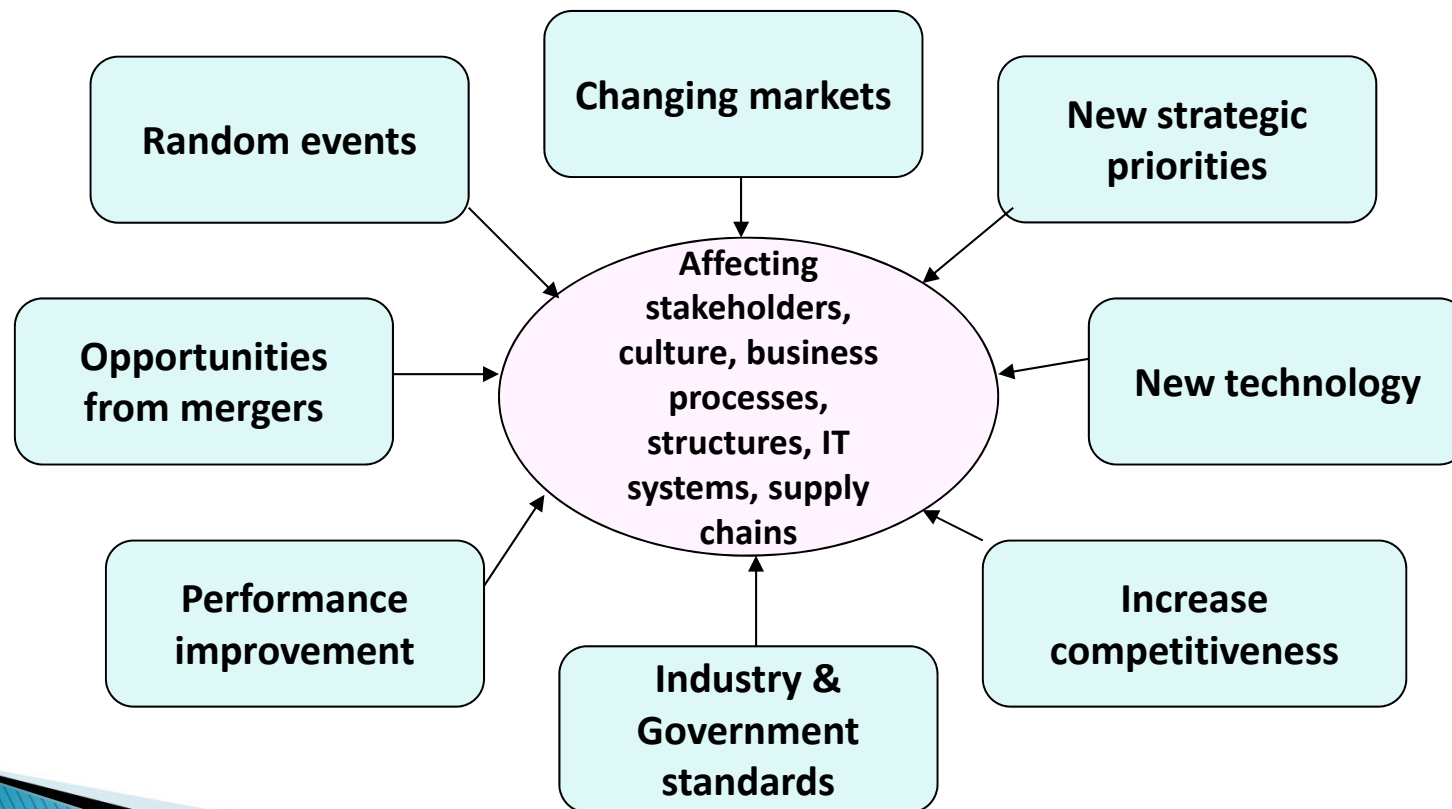 Changing markets
Random events
New strategic
priorities
Affecting
stakeholders,
culture, business
processes,
structures, IT
systems, supply
chains
Opportunities
from mergers
New technology
Performance
improvement
Increase
competitiveness
Industry &
Government
standards